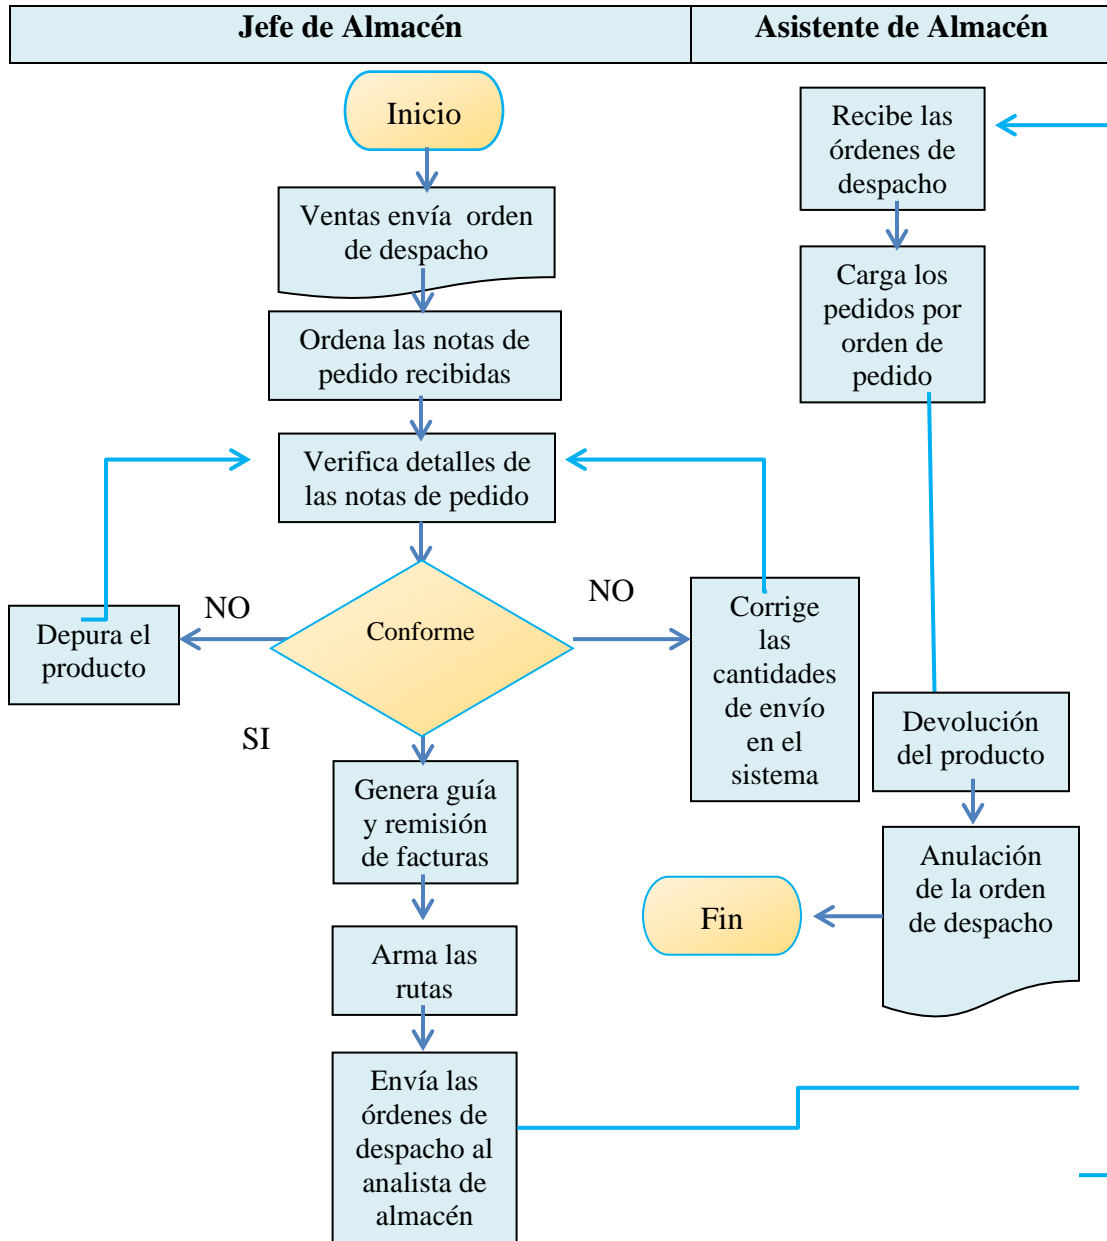 Jefe de Almacén
Asistente de Almacén
Inicio
Ventas envía orden
de despacho
Ordena las notas de
pedido recibidas
Verifica detalles de
las notas de pedido
Conforme
NO
Depura el
producto
NO
Corrige
las
cantidades
de envío
en el
sistema
SI
Genera guía
y remisión
de facturas
Arma las
rutas
Envía las
órdenes de
despacho al
analista de
almacén
Recibe las
órdenes de
despacho
Carga los
pedidos por
orden de
pedido
Devolución
del producto
Anulación
de la orden
de despacho
Fin